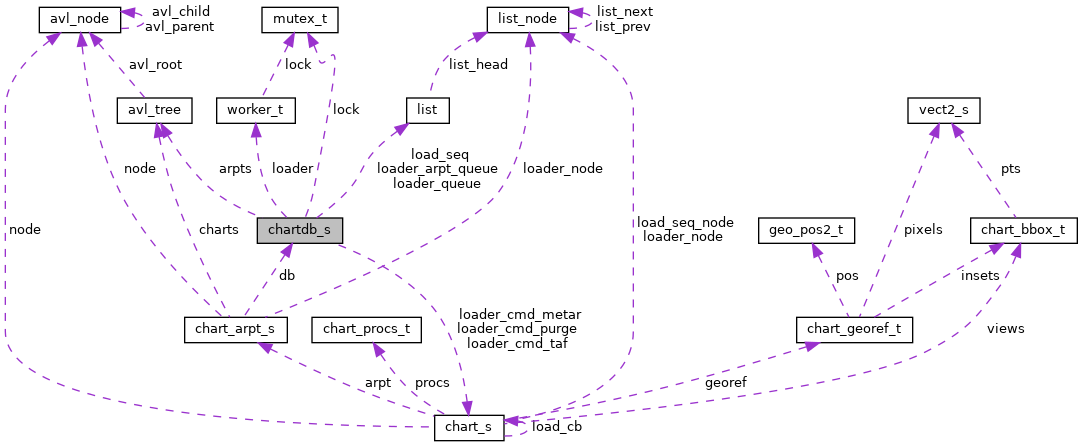 avl_node
avl_child
avl_parent
mutex_t
list_node
list_next
list_prev
avl_root
lock
list_head
avl_tree
worker_t
list
vect2_s
lock
node
arpts
loader
load_seq
loader_arpt_queue
loader_queue
loader_node
pts
node
charts
chartdb_s
load_seq_node
loader_node
geo_pos2_t
pixels
chart_bbox_t
db
pos
insets
chart_arpt_s
chart_procs_t
loader_cmd_metar
loader_cmd_purge
loader_cmd_taf
chart_georef_t
views
arpt
procs
georef
chart_s
load_cb